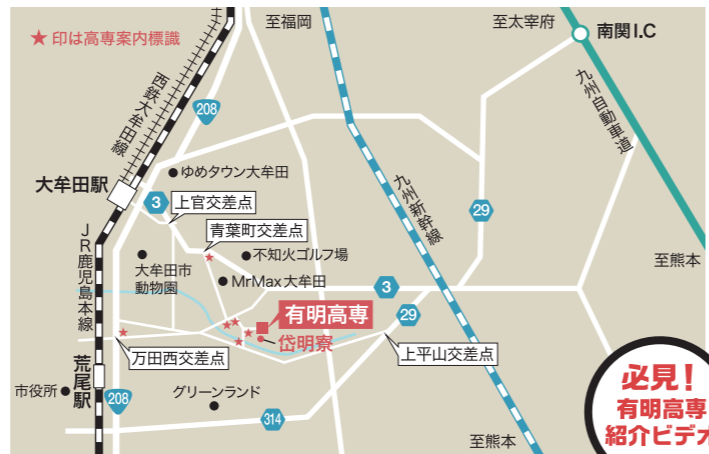 ★ 印は高専案内標識
至福岡
至太宰府
南関I.C
西鉄大牟田線
208
九州自動車道
ゆめタウン大牟田
大牟田駅
3
上官交差点
九州新幹線
29
青葉町交差点
JR鹿児島本線
大牟田市
動物園
不知火ゴルフ場
MrMax大牟田
至熊本
3
有明高専
29
岱明寮
万田西交差点
上平山交差点
荒尾駅
市役所
208
グリーンランド
314
至熊本
必見！
有明高専
紹介ビデオ